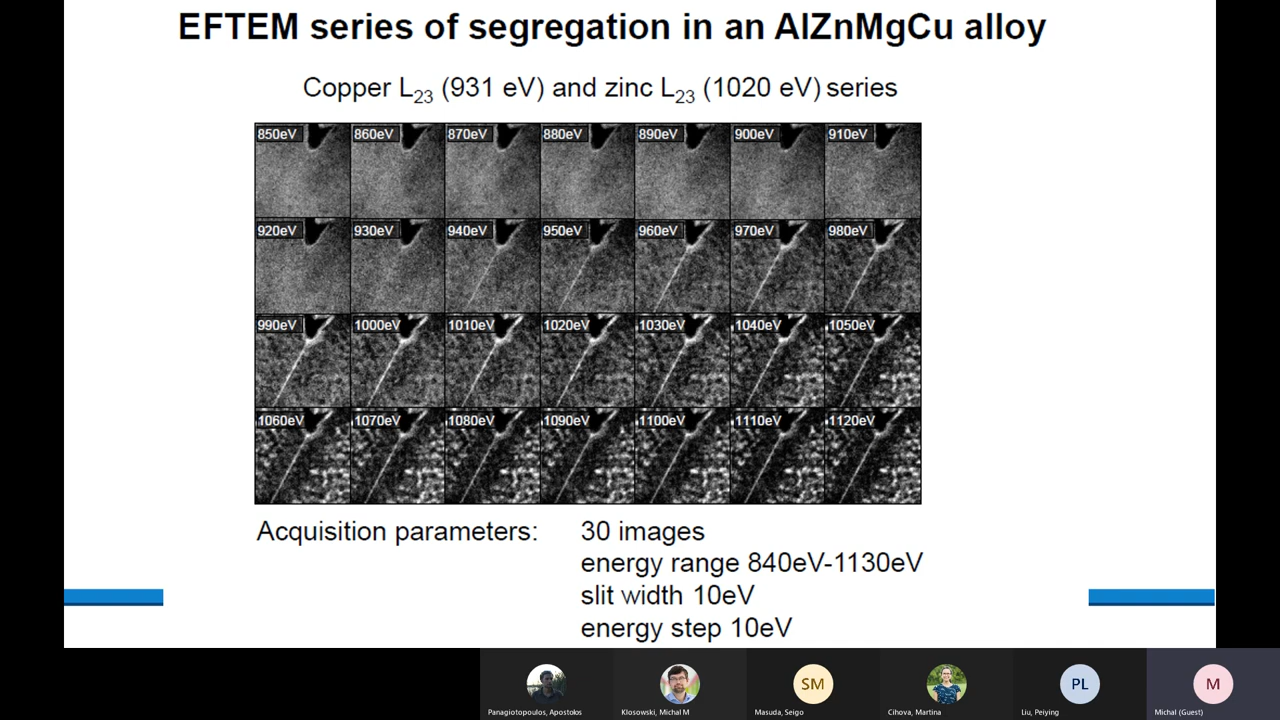 EFTEM series of segregation in an AlZnMgCu alloy
Copper L23 (931 eV) and zinc L23 (1020 eV) series
850eV 860eV 870eV 880eV 890eV 900eV 910eV
920eV 930eV 940eV 950eV 960eV 970eV 980eV
990eV 1000eV 1010eV 1020eV 1030eV 1040eV 1050eV
1060eV 1070eV 1080eV 1090eV 1100eV 1110eV 1120eV
Acquisition parameters: 30 images
energy range 840eV-1130eV
slit width 10eV
energy step 10eV
SM PL M
Panagiotopoulos, Apostolos Klosowski, Michal M Masuda, Seigo Cihova, Martina Liu, Peiying Michal (Guest)